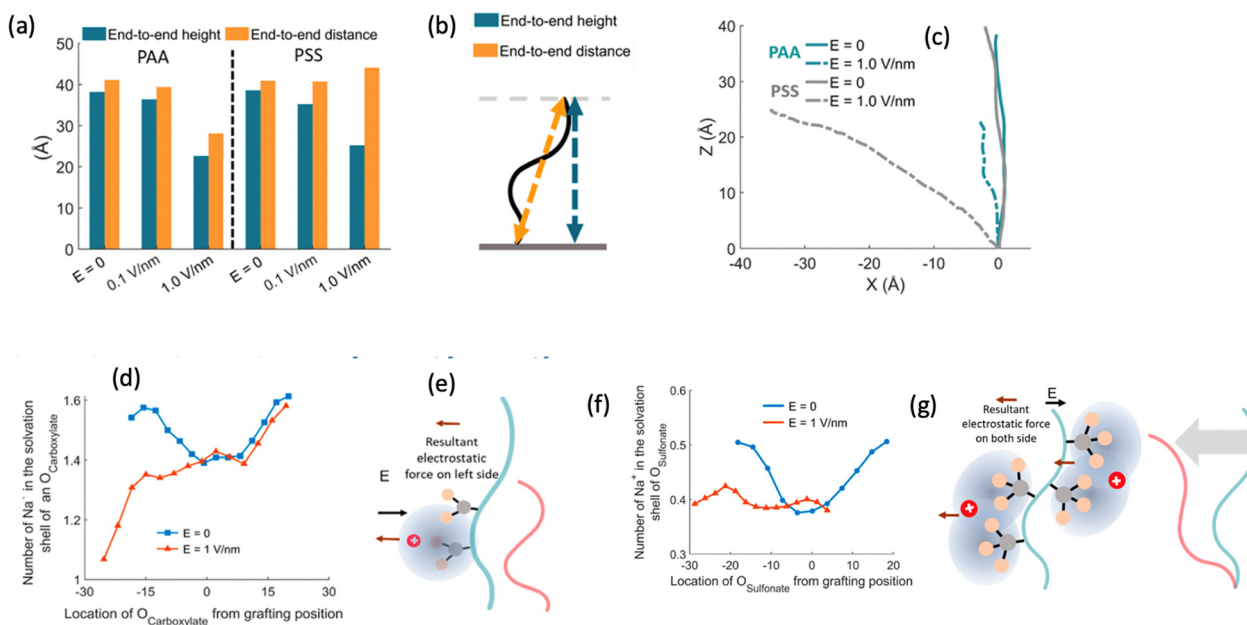 (a)
End-to-end height
End-to-end distance
PAA
PSS
50
40
30
20
10
0
(Å)
E = 0
0.1 V/nm
1.0 V/nm
E = 0
0.1 V/nm
1.0 V/nm
(b)
End-to-end height
End-to-end distance
(c)
40
30
20
10
0
Z (Å)
PAA
E = 0
E = 1.0 V/nm
PSS
E = 0
E = 1.0 V/nm
-40
-30
-20
-10
0
X (Å)
(d)
Number of Na+ in the solvation
shell of an OCarboxylate
1.6
1.4
1.2
1
E = 0
E = 1 V/nm
-30
-15
0
15
30
Location of OCarboxylate from grafting position
(e)
Resultant
electrostatic
force on left side
E
+
(f)
Number of Na+ in the solvation
shell of OSulfonate
0.6
0.5
0.4
0.3
E = 0
E = 1 V/nm
-30
-20
-10
0
10
20
Location of OSulfonate from grafting position
(g)
E
Resultant
electrostatic force
on both side
+
+